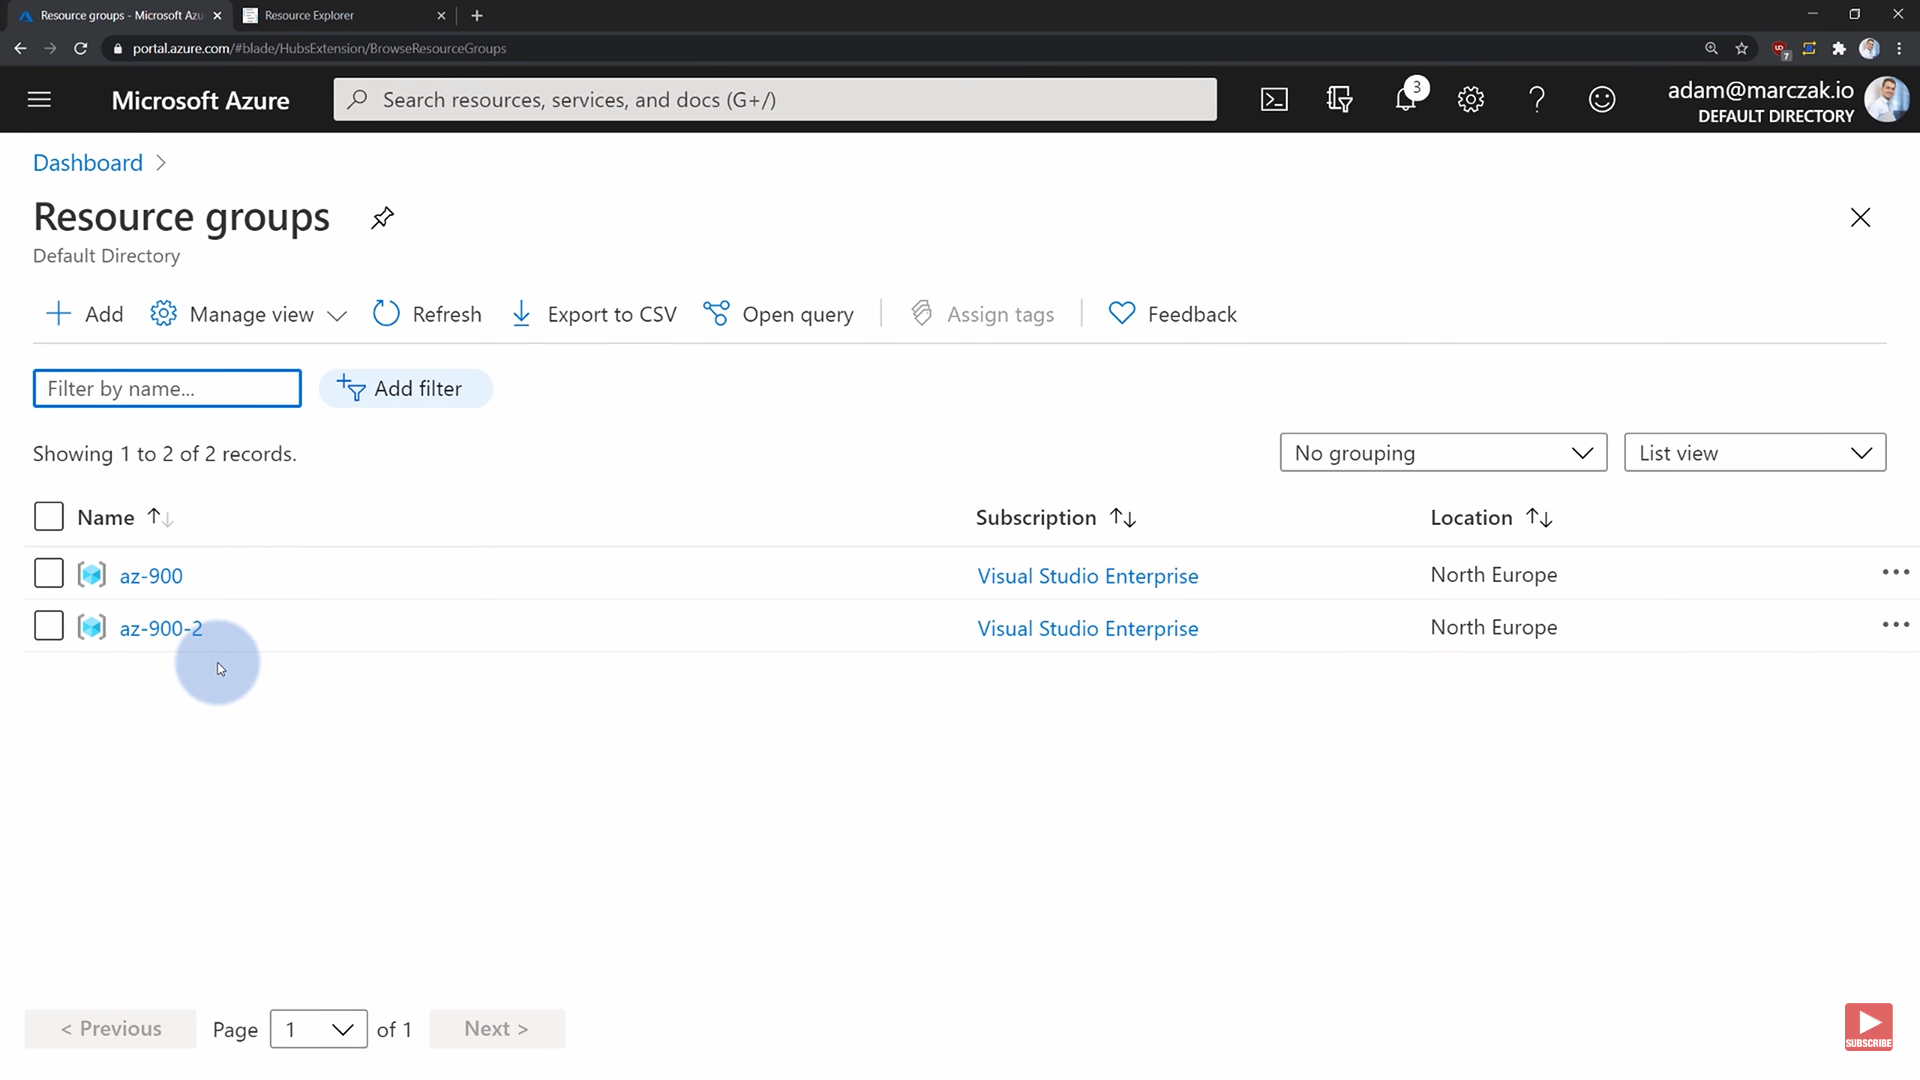 Resource groups - Microsoft Azu
Resource Explorer
portal.azure.com/#blade/HubsExtension/BrowseResourceGroups
7
Microsoft Azure
Search resources, services, and docs (G+/)
3
adam@marczak.io
DEFAULT DIRECTORY
Dashboard
Resource groups
Default Directory
Add
Manage view
Refresh
Export to CSV
Open query
Assign tags
Feedback
Filter by name...
Add filter
Showing 1 to 2 of 2 records.
No grouping
List view
Name
Subscription
Location
az-900
Visual Studio Enterprise
North Europe
az-900-2
Visual Studio Enterprise
North Europe
< Previous
Page
1
of 1
Next >
SUBSCRIBE